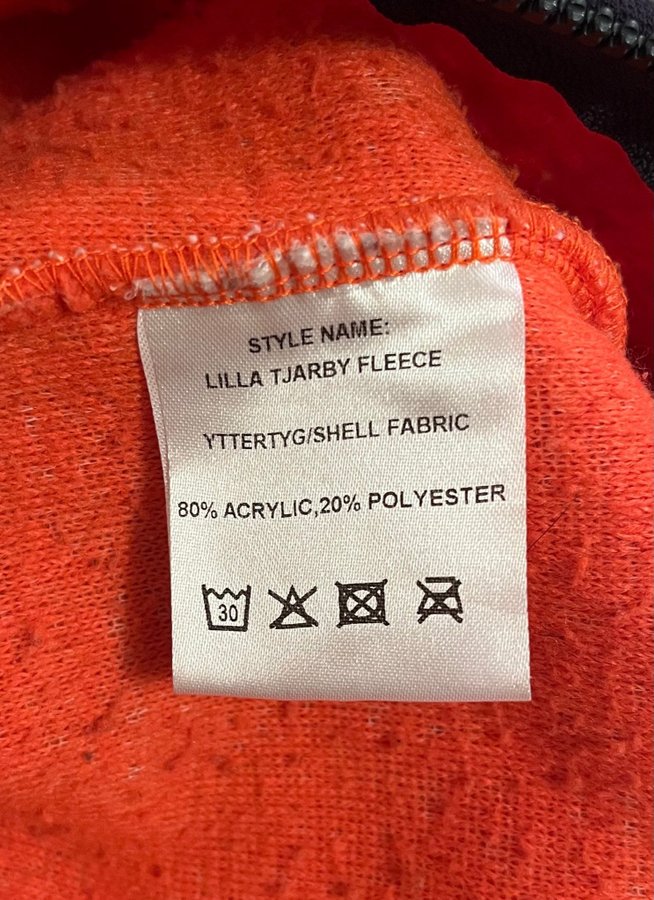 STYLE NAME:
LILLA TJARBY FLEECE
YTTERTYG/SHELL FABRIC
80% ACRYLIC,20% POLYESTER
30